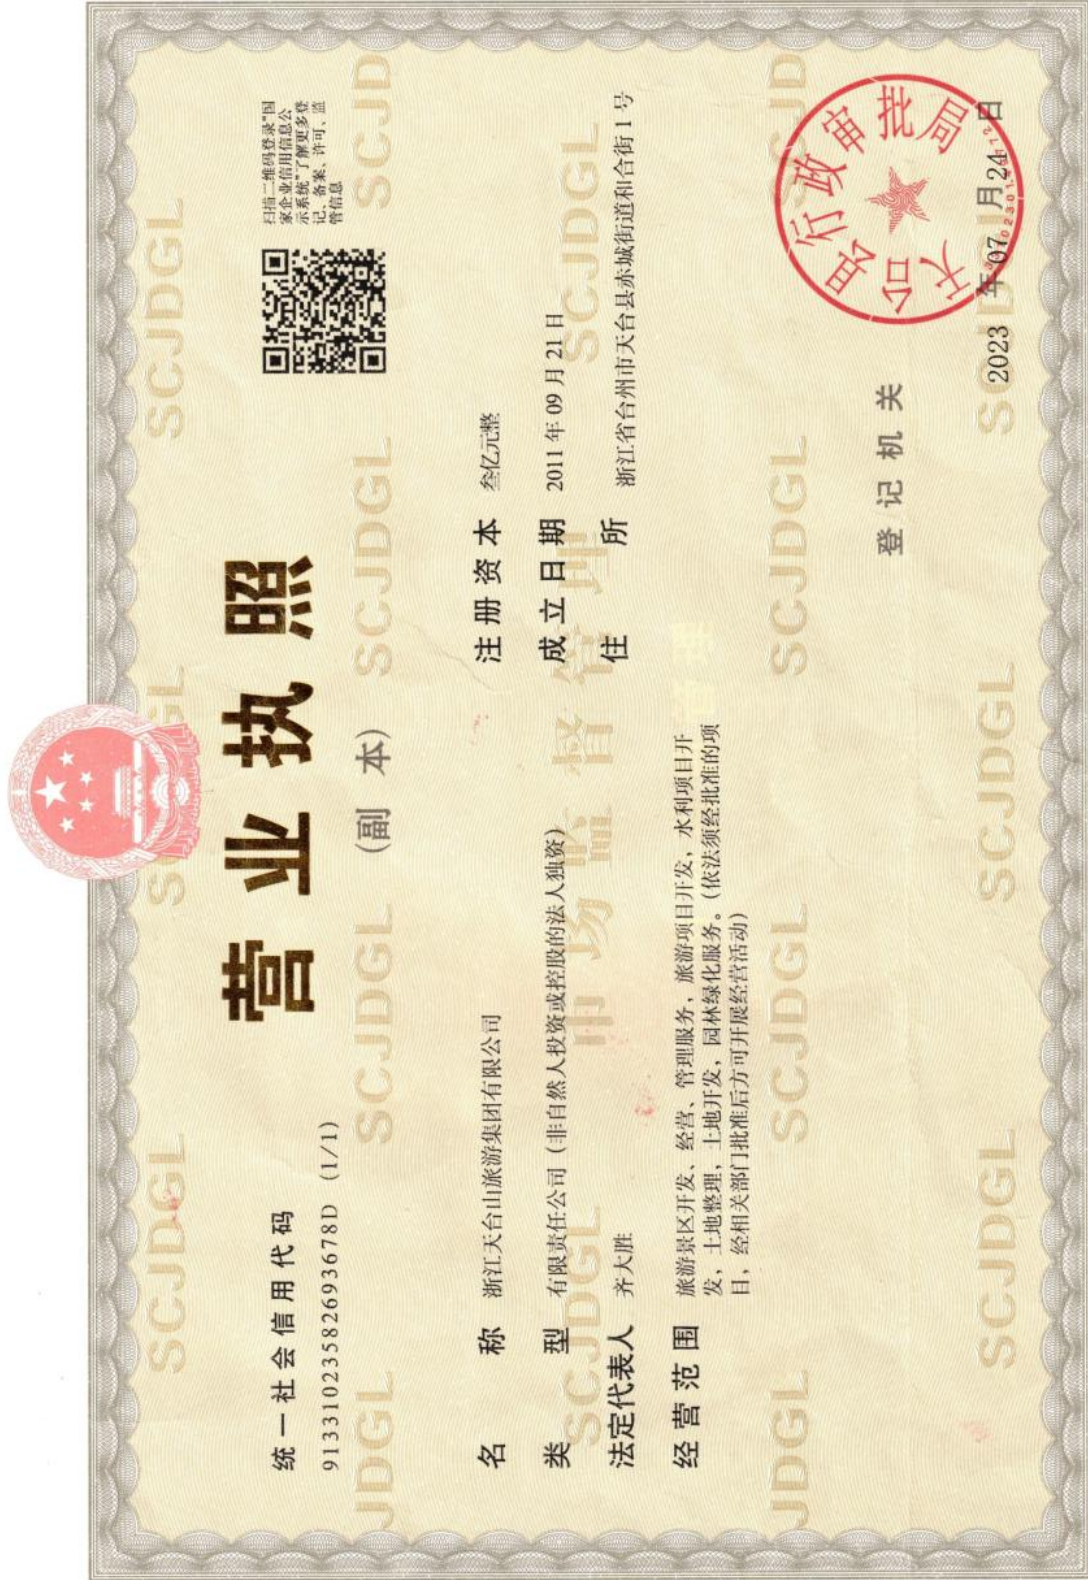 营业执照
(副 本)
统一社会信用代码
91331023582693678D (1/1)
扫描二维码登录"国
家企业信用信息公
示系统"了解更多登
记、备案、许可、监
管信息
名 称 浙江天台山旅游集团有限公司
类 型 有限责任公司(非自然人投资或控股的法人独资)
法定代表人 齐大胜
经营范围 旅游景区开发、经营、管理服务,旅游项目开发,水利项目开
发,土地整理,土地开发,园林绿化服务。(依法须经批准的项
目,经相关部门批准后方可开展经营活动)
注册资本 叁亿元整
成立日期 2011年09月21日
住 所 浙江省台州市天台县赤城街道和合街1号
登记机关
天台县行政审批局
2023 年 07 月 24 日
市场监督管理
SCJDGL